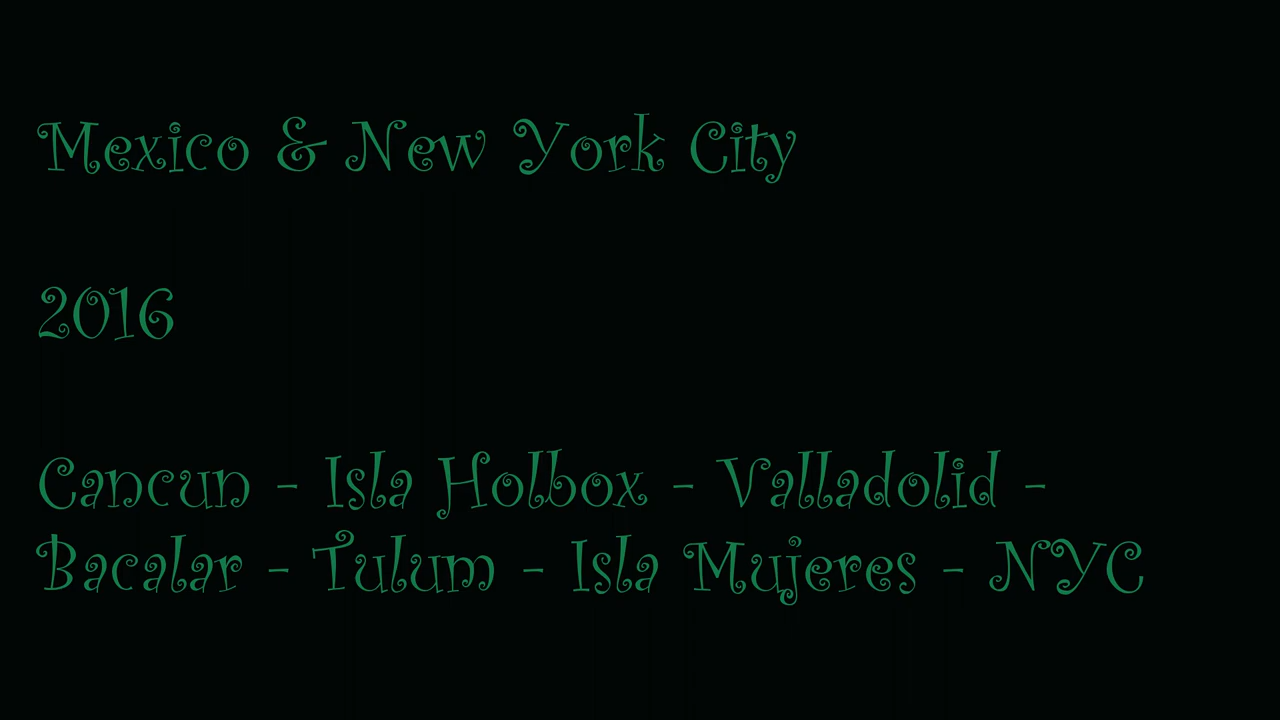 Mexico & New York City
2016
Cancun - Isla Holbox - Valladolid -
Bacalar - Tulum - Isla Mujeres - NYC